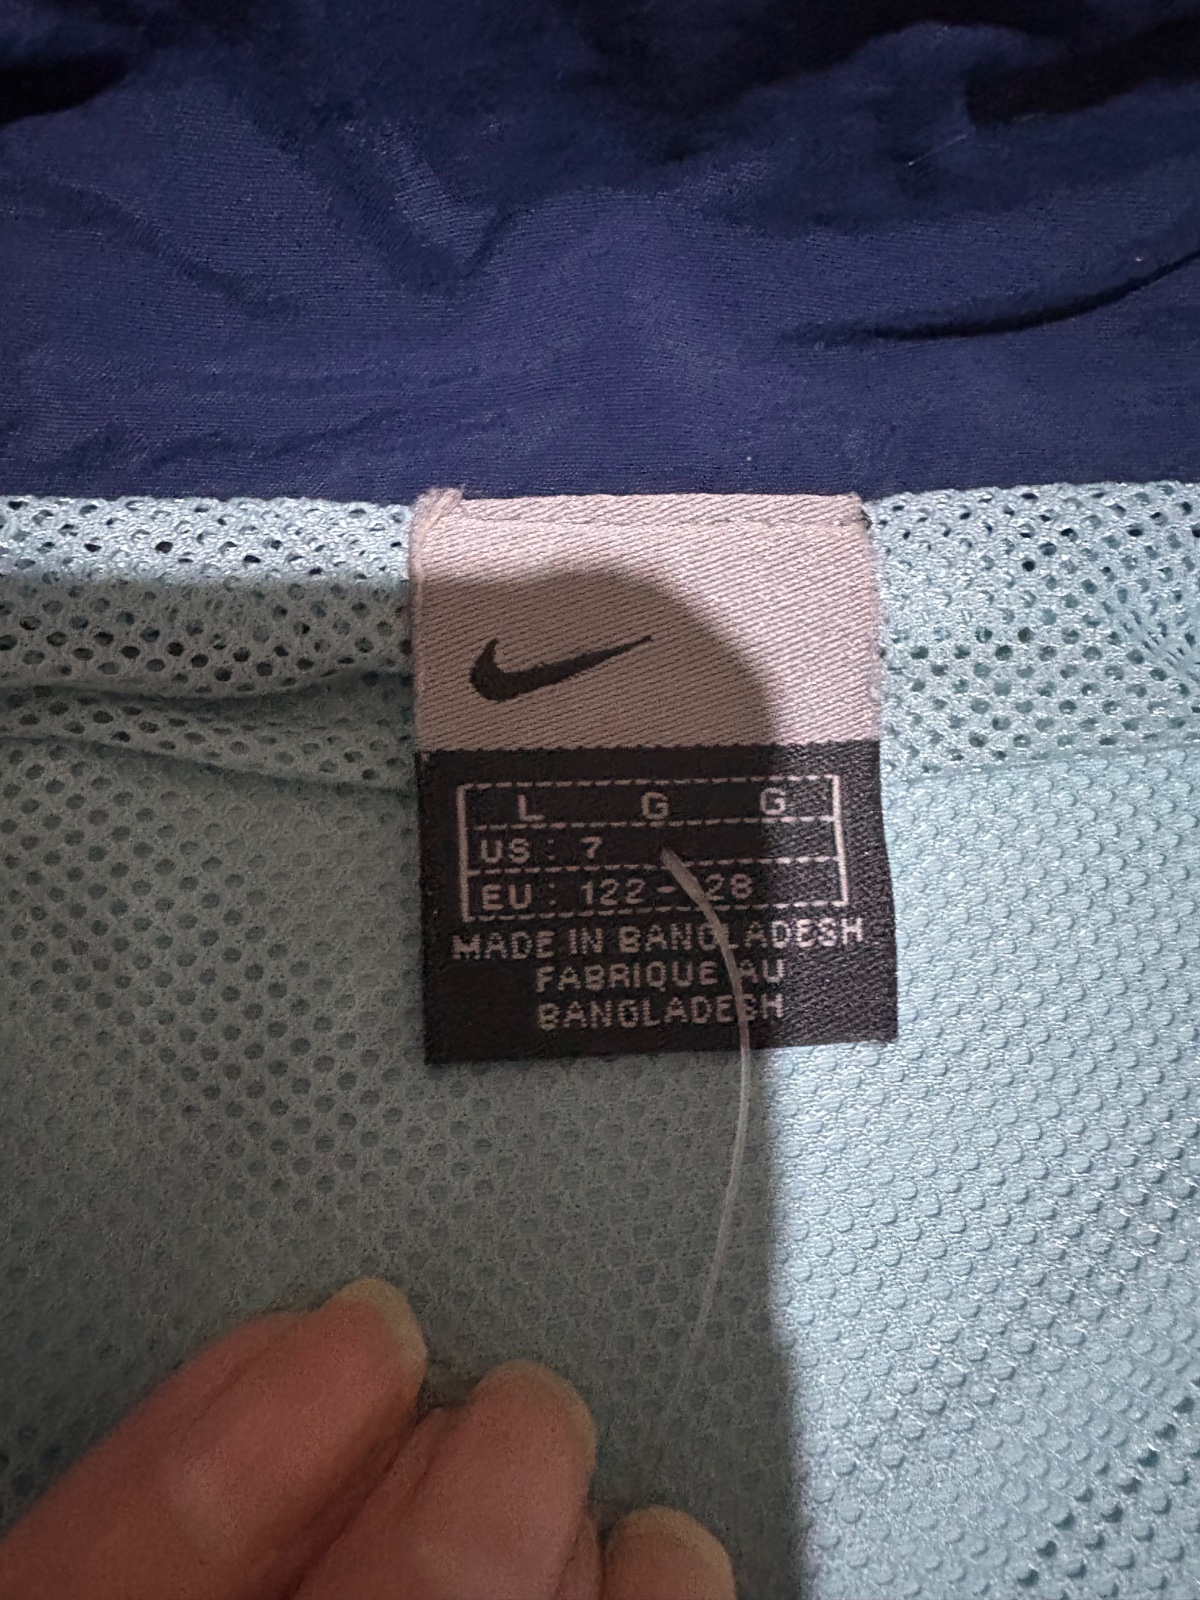 L G G
US : 7
EU : 122-128
MADE IN BANGLADESH
FABRIQUE AU
BANGLADESH